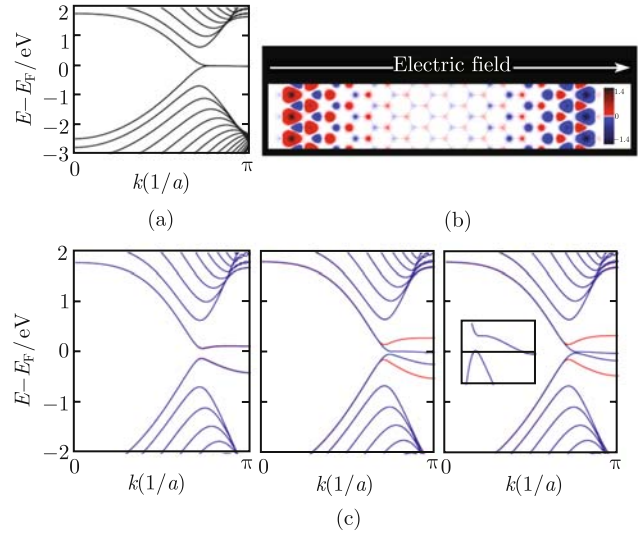 2
1
0
−1
−2
−3
E−E_F/eV
0
π
k(1/a)
(a)
Electric field
1.4
0
−1.4
(b)
2
1
0
−1
−2
E−E_F/eV
0 π 0 π 0 π
k(1/a) k(1/a) k(1/a)
(c)